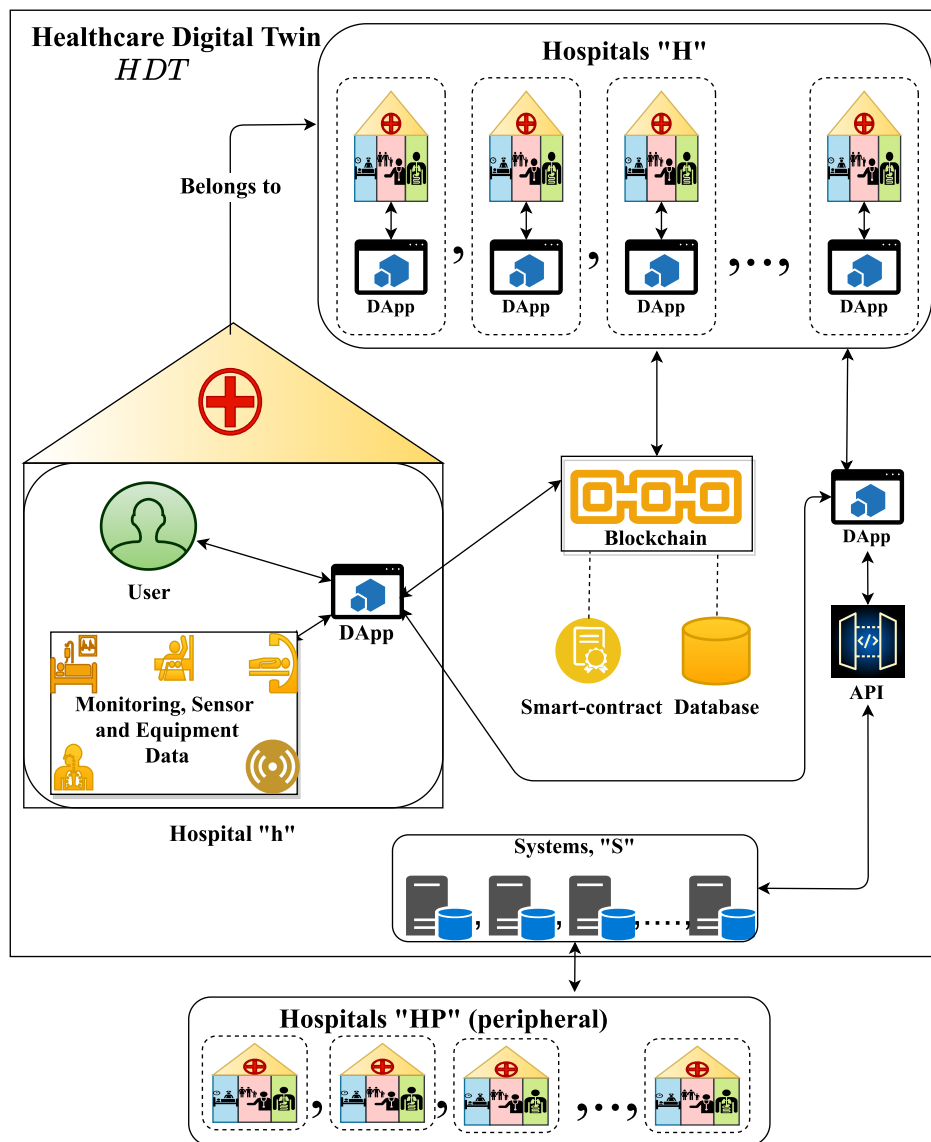 Healthcare Digital Twin
HDT
Hospitals "H"
Belongs to
, , ,..,
DApp
DApp
DApp
DApp
User
DApp
Monitoring, Sensor
and Equipment
Data
Hospital "h"
Blockchain
Smart-contract
Database
DApp
</>
API
Systems, "S"
, , ,....,
Hospitals "HP" (peripheral)
, , ,..,